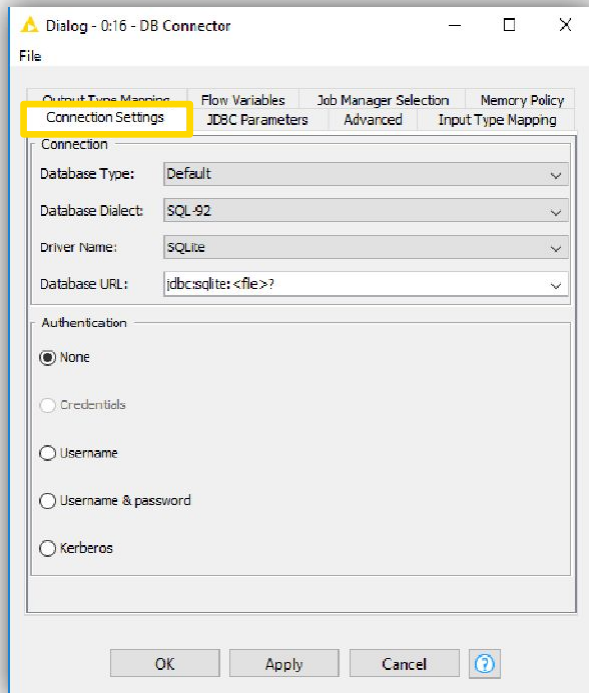 Dialog - 0:16 - DB Connector
File
Output Type Mapping Flow Variables Job Manager Selection Memory Policy
Connection Settings JDBC Parameters Advanced Input Type Mapping
Connection
Database Type: Default
Database Dialect: SQL-92
Driver Name: SQLite
Database URL: jdbc:sqlite:<file>?
Authentication
None
Credentials
Username
Username & password
Kerberos
OK Apply Cancel ?